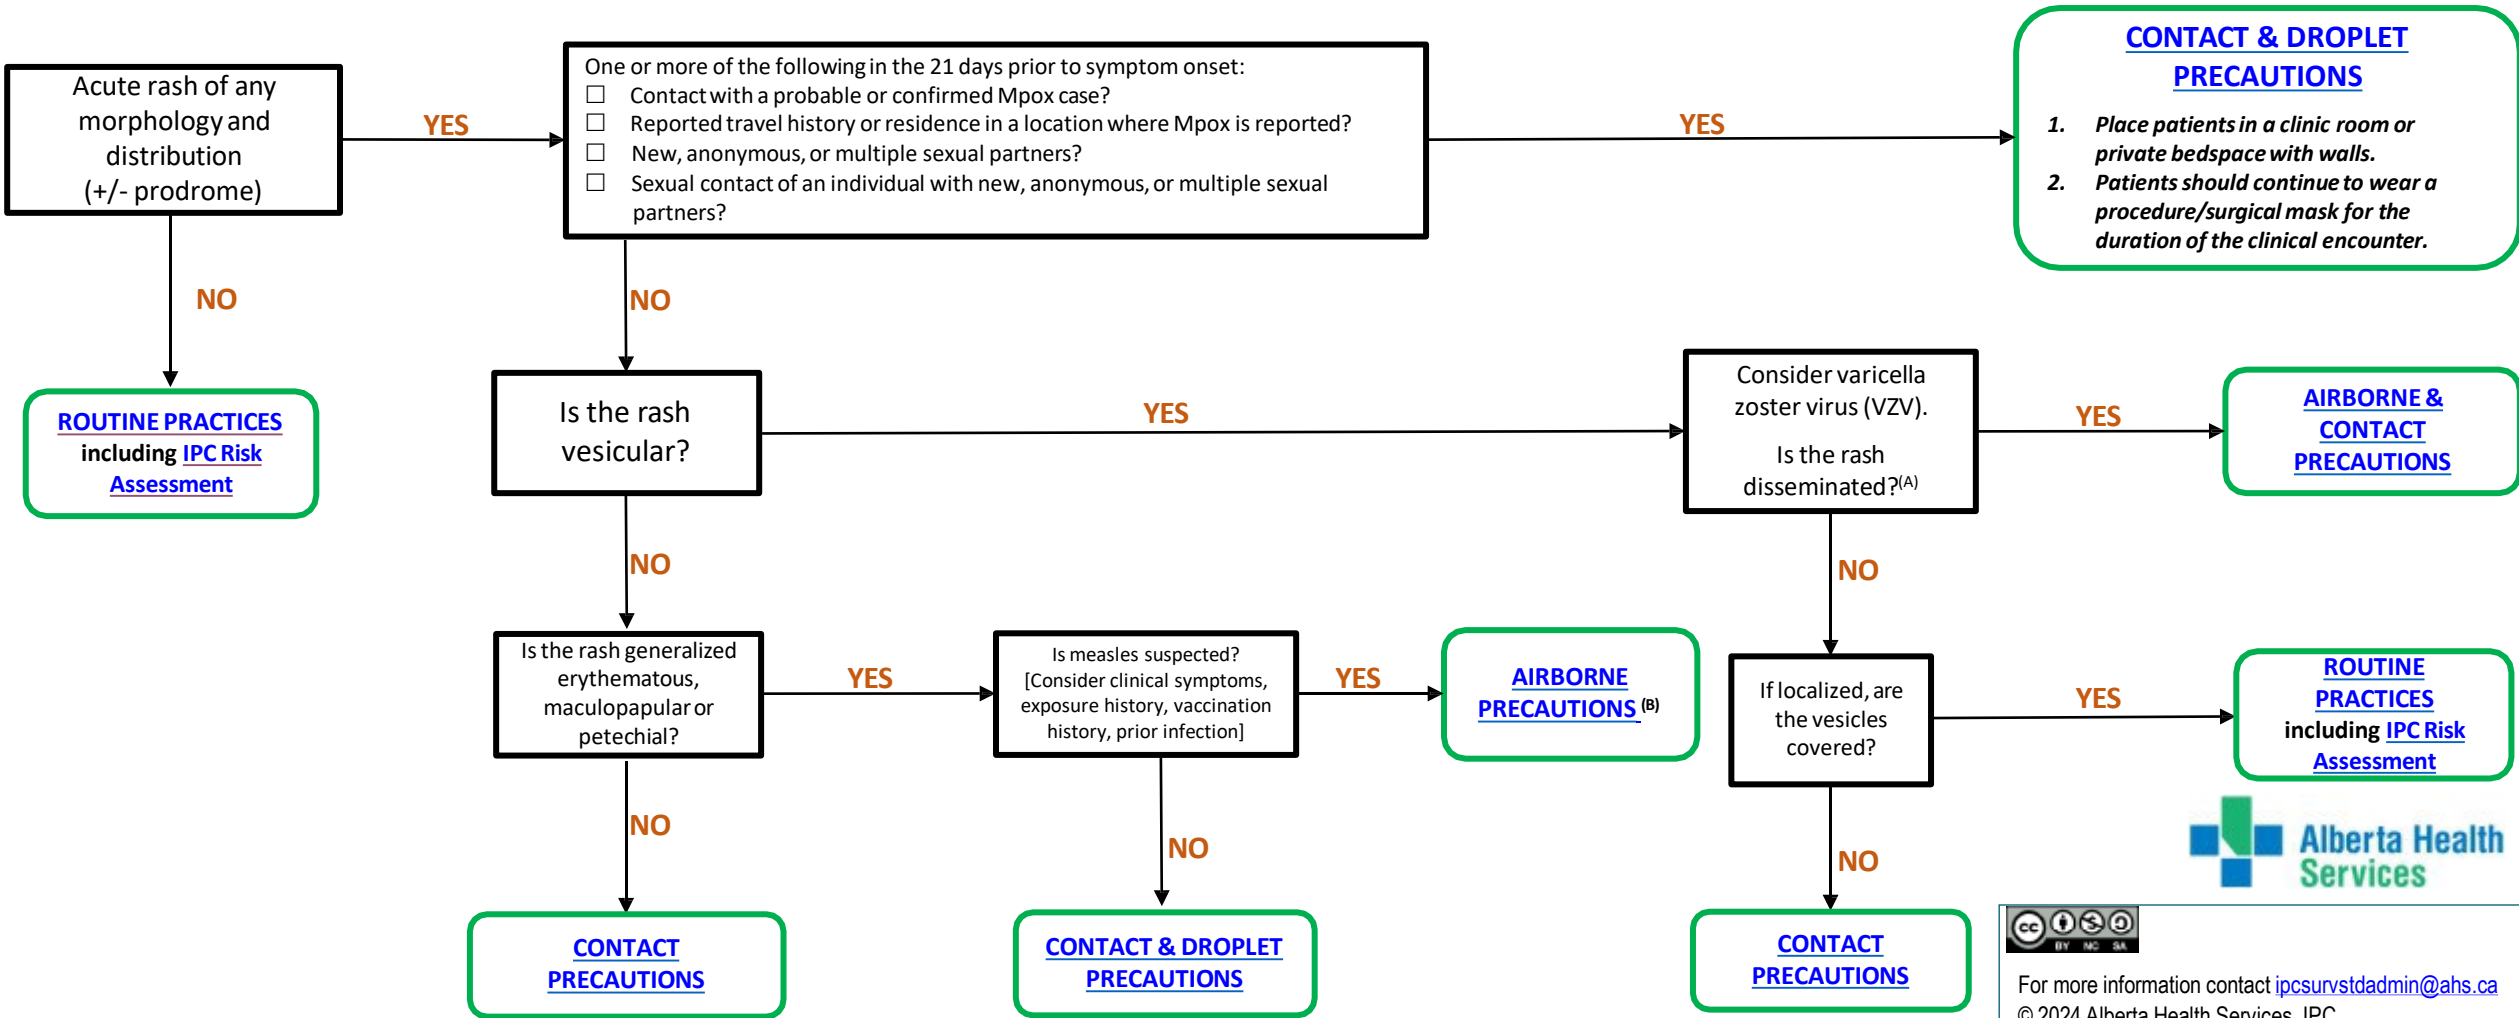 Acute rash of any
morphology and
distribution
(+/- prodrome)
YES
One or more of the following in the 21 days prior to symptom onset:
☐ Contact with a probable or confirmed Mpox case?
☐ Reported travel history or residence in a location where Mpox is reported?
☐ New, anonymous, or multiple sexual partners?
☐ Sexual contact of an individual with new, anonymous, or multiple sexual
partners?
YES
CONTACT & DROPLET
PRECAUTIONS
1. Place patients in a clinic room or
private bedspace with walls.
2. Patients should continue to wear a
procedure/surgical mask for the
duration of the clinical encounter.
NO
NO
ROUTINE PRACTICES
including IPC Risk
Assessment
Is the rash
vesicular?
YES
Consider varicella
zoster virus (VZV).
Is the rash
disseminated?(A)
YES
AIRBORNE &
CONTACT
PRECAUTIONS
NO
NO
Is the rash generalized
erythematous,
maculopapular or
petechial?
YES
Is measles suspected?
[Consider clinical symptoms,
exposure history, vaccination
history, prior infection]
YES
AIRBORNE
PRECAUTIONS (B)
If localized, are
the vesicles
covered?
YES
ROUTINE
PRACTICES
including IPC Risk
Assessment
NO
NO
NO
CONTACT
PRECAUTIONS
CONTACT & DROPLET
PRECAUTIONS
CONTACT
PRECAUTIONS
Alberta Health
Services
cc
BY NC SA
For more information contact ipcsurvstdadmin@ahs.ca
© 2024 Alberta Health Services, IPC